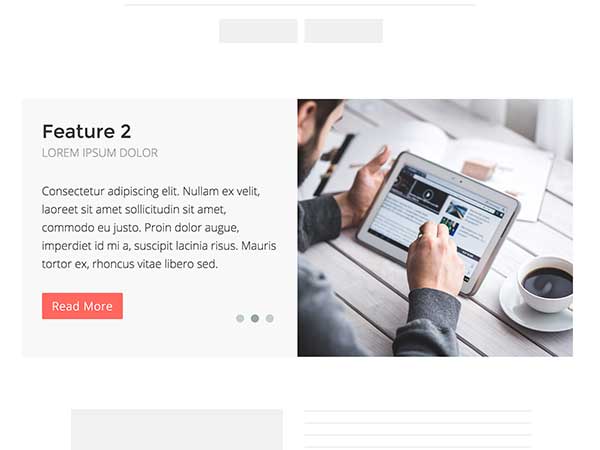 Feature 2
LOREM IPSUM DOLOR
Consectetur adipiscing elit. Nullam ex velit,
laoreet sit amet sollicitudin sit amet,
commodo eu justo. Proin dolor augue,
imperdiet id mi a, suscipit lacinia risus. Mauris
tortor ex, rhoncus vitae libero sed.
Read More